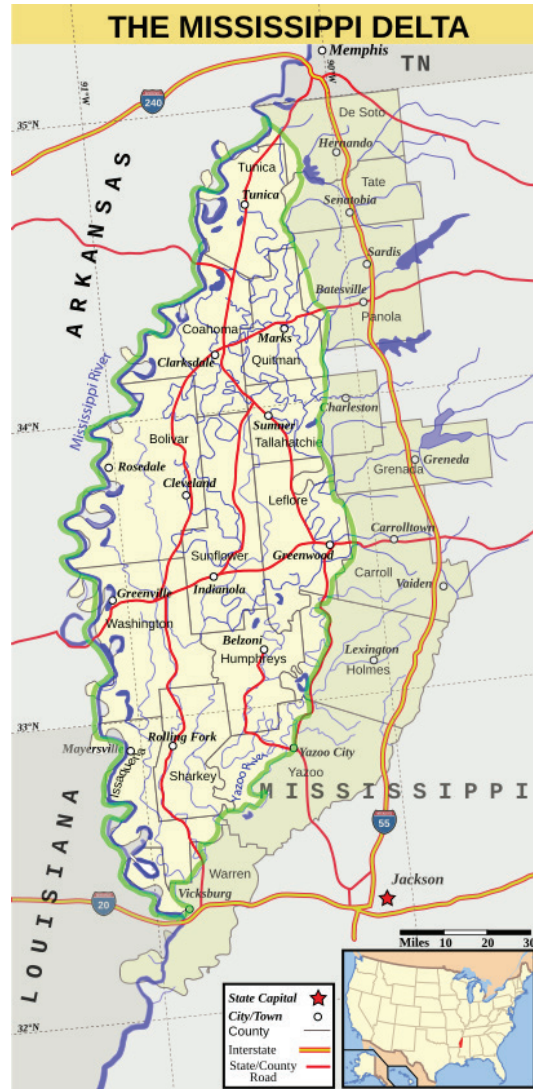 THE MISSISSIPPI DELTA
Memphis
90°W
TN
91°W
240
De Soto
35°N
Hernando
ARKANSAS
Tunica
Tate
Tunica
Senatobia
Sardis
Batesville
Panola
Coahoma
Marks
Clarksdale
Quitman
Mississippi River
Charleston
Sumner
34°N
Bolivar
Tallahatchie
Rosedale
Greneda
Grenada
Cleveland
Leflore
Carrolltown
Sunflower
Greenwood
Carroll
Indianola
Vaiden
Greenville
Washington
Belzoni
Lexington
Humphreys
Holmes
33°N
Rolling Fork
Mayersville
Yazoo City
Issaquena
Sharkey
Yazoo River
Yazoo
MISSISSIPPI
55
LOUISIANA
Warren
Jackson
Vicksburg
20
Miles 10 20 30
State Capital
City/Town
County
Interstate
State/County
Road
32°N